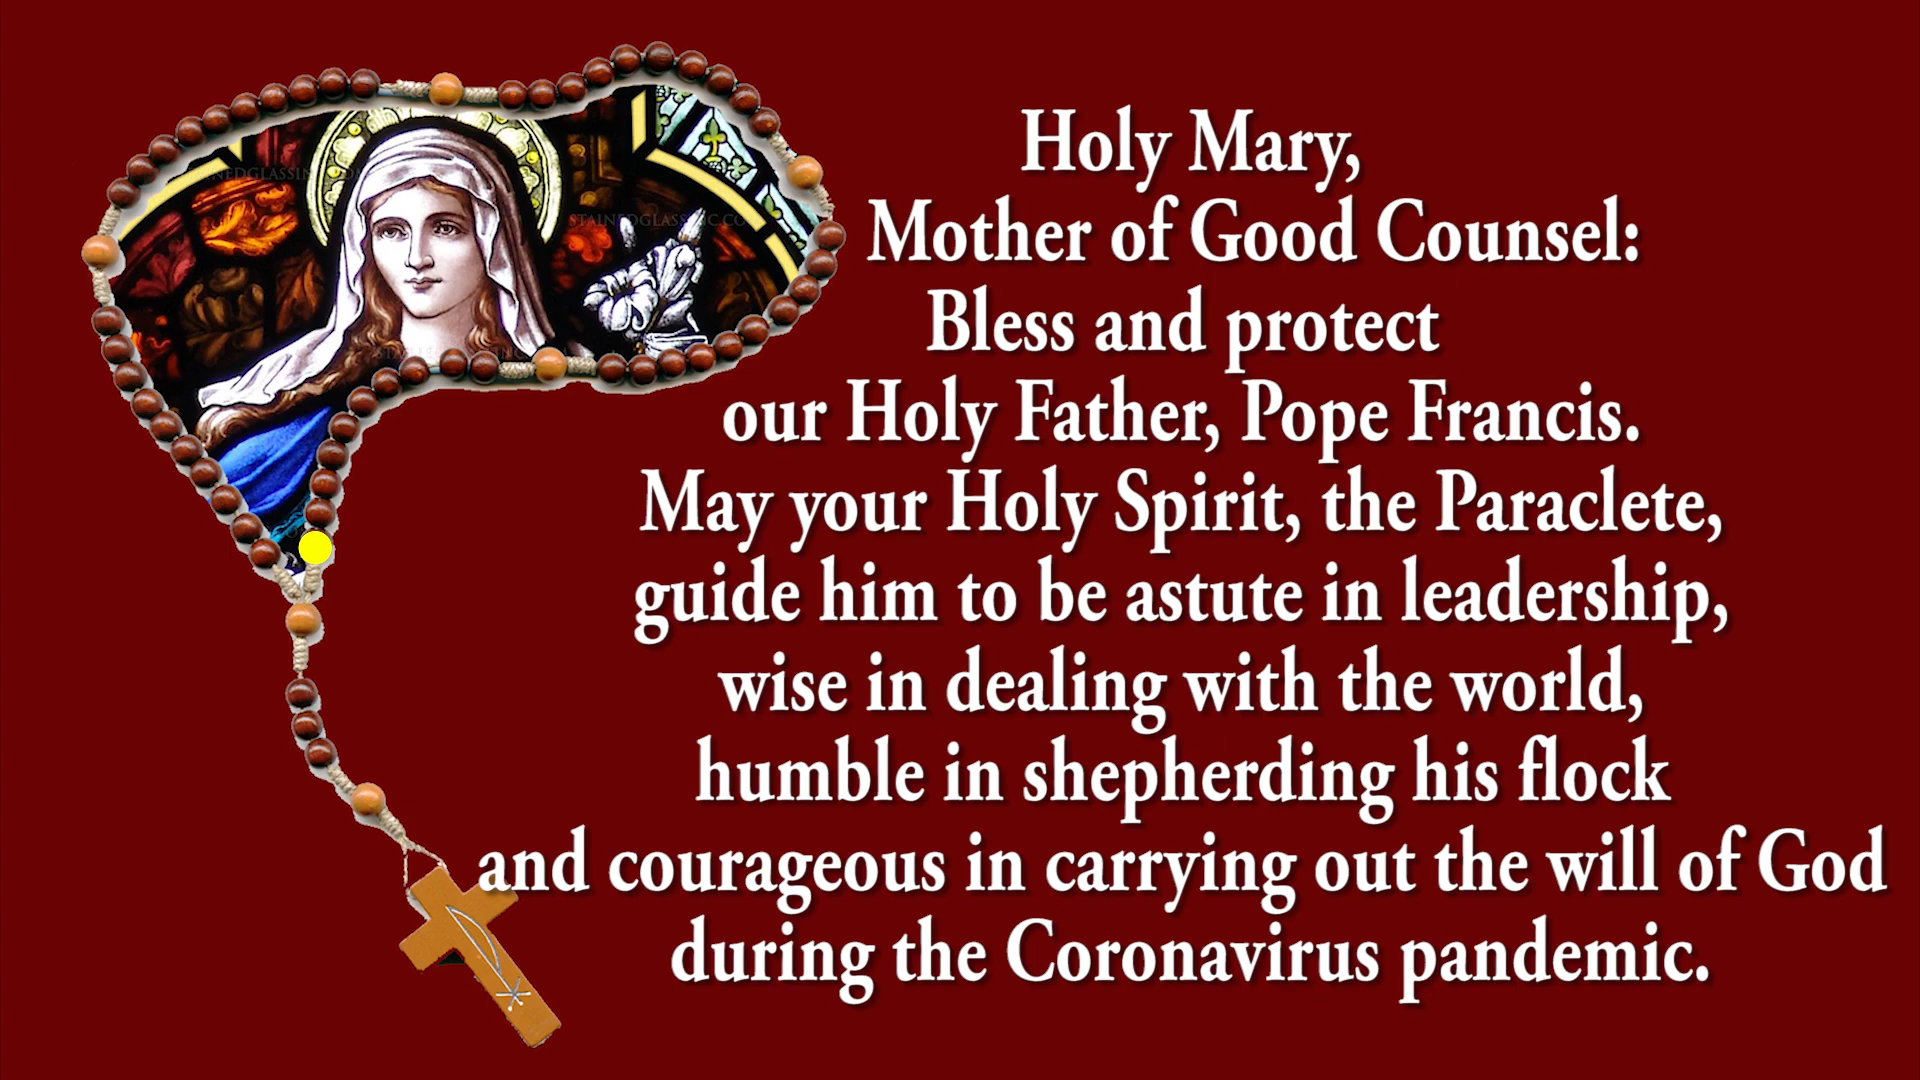 Holy Mary,
Mother of Good Counsel:
Bless and protect
our Holy Father, Pope Francis.
May your Holy Spirit, the Paraclete,
guide him to be astute in leadership,
wise in dealing with the world,
humble in shepherding his flock
and courageous in carrying out the will of God
during the Coronavirus pandemic.